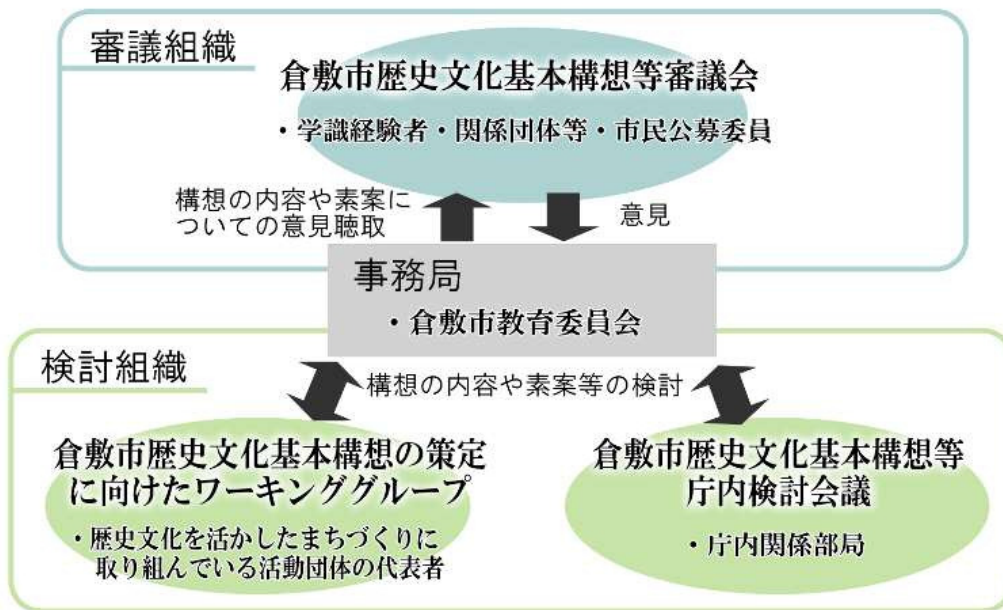 審議組織
倉敷市歴史文化基本構想等審議会
・学識経験者・関係団体等・市民公募委員
構想の内容や素案に
ついての意見聴取
意見
事務局
・倉敷市教育委員会
検討組織
構想の内容や素案等の検討
倉敷市歴史文化基本構想の策定
に向けたワーキンググループ
・歴史文化を活かしたまちづくりに
取り組んでいる活動団体の代表者
倉敷市歴史文化基本構想等
庁内検討会議
・庁内関係部局